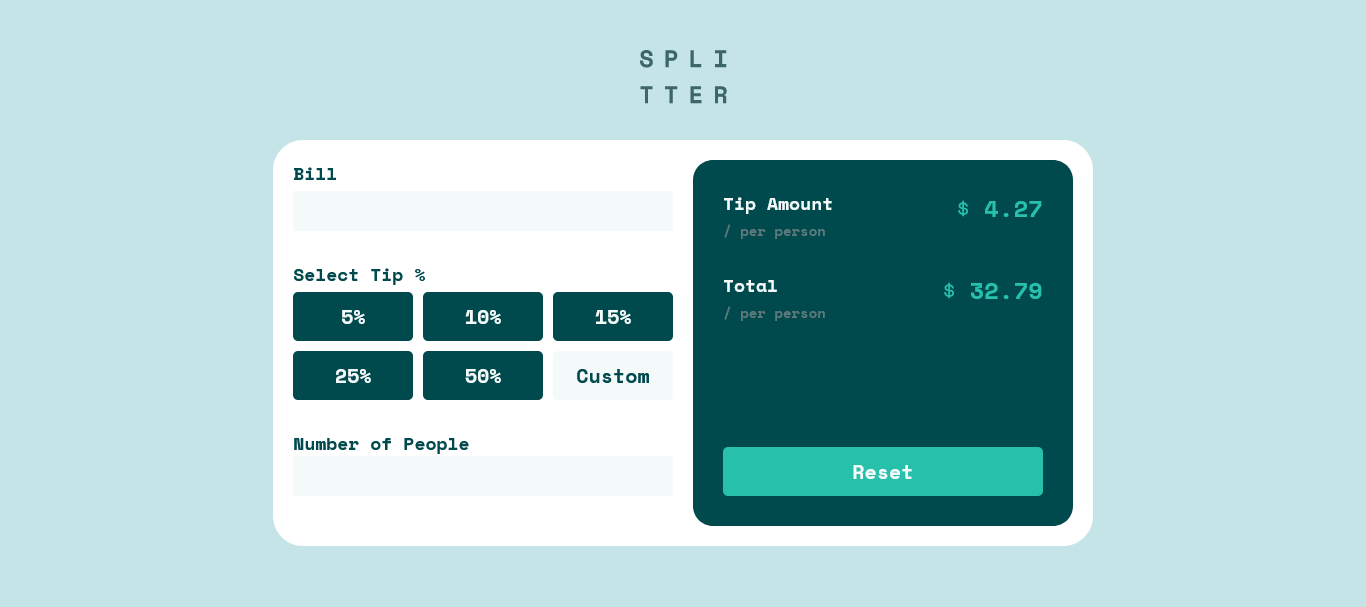 SPLI
TTER
Bill
Select Tip %
5%
10%
15%
25%
50%
Custom
Number of People
Tip Amount
$ 4.27
/ per person
Total
$ 32.79
/ per person
Reset